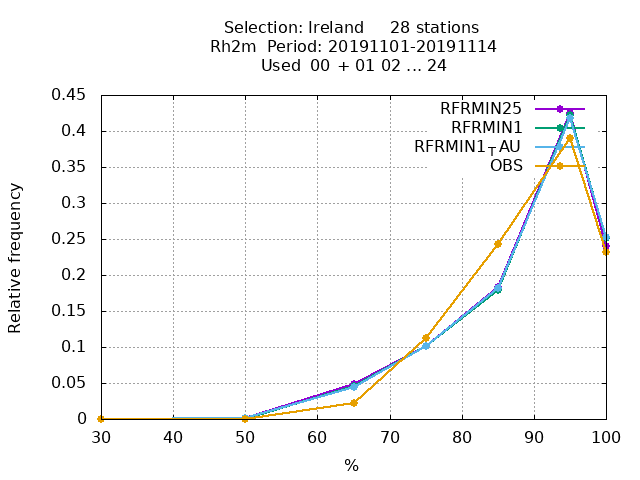 Selection: Ireland 28 stations
Rh2m Period: 20191101-20191114
Used 00 + 01 02 ... 24
0.45
0.4
0.35
0.3
0.25
0.2
0.15
0.1
0.05
0
Relative frequency
RFRMIN25
RFRMIN1
RFRMIN1┬AU
OBS
30 40 50 60 70 80 90 100
%